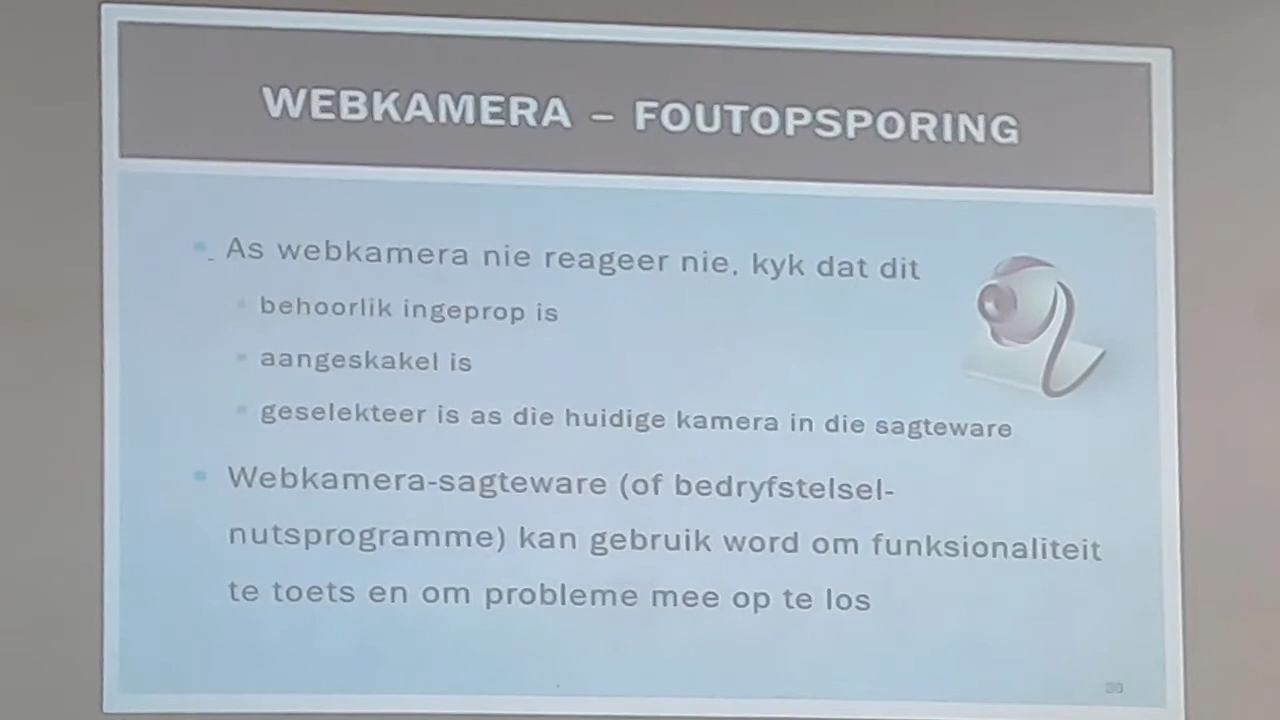 WEBKAMERA – FOUTOPSPORING
As webkamera nie reageer nie, kyk dat dit
behoorlik ingeprop is
aangeskakel is
geselekteer is as die huidige kamera in die sagteware
Webkamera-sagteware (of bedryfstelsel-
nutsprogramme) kan gebruik word om funksionaliteit
te toets en om probleme mee op te los